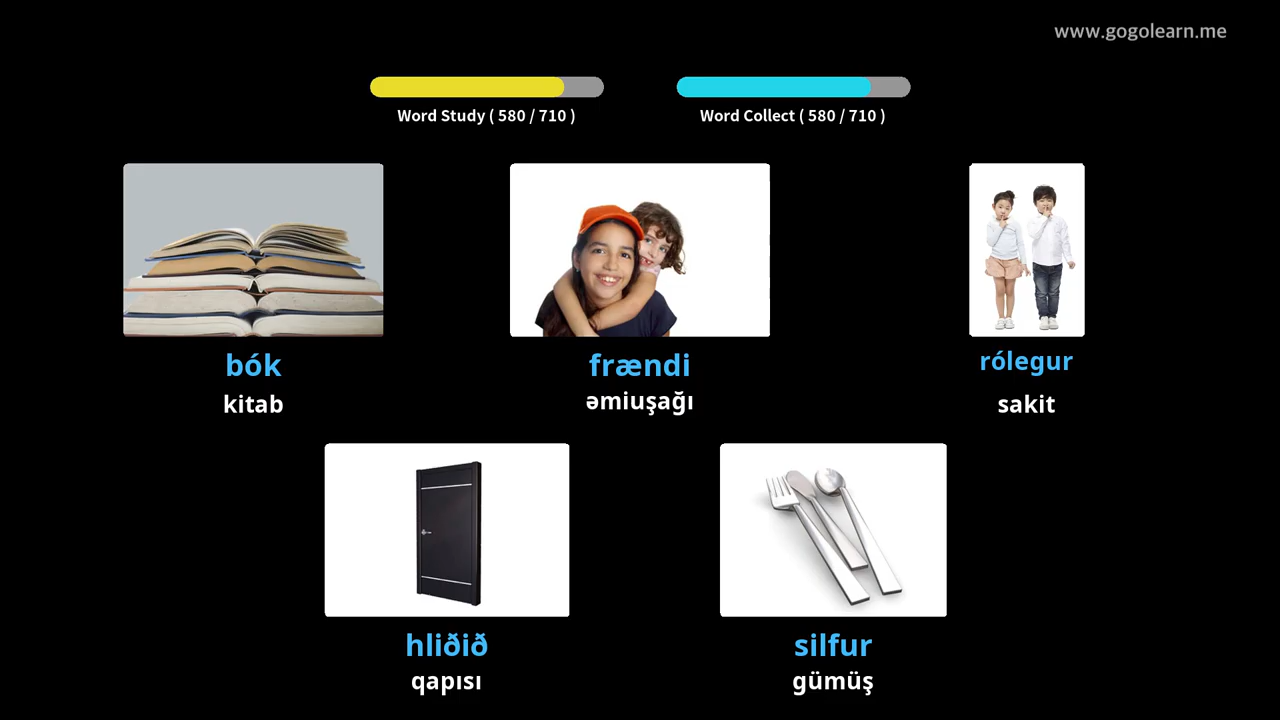 www.gogolearn.me
Word Study ( 580 / 710 )
Word Collect ( 580 / 710 )
bók
kitab
frændi
əmiuşağı
rólegur
sakit
hliðið
qapısı
silfur
gümüş